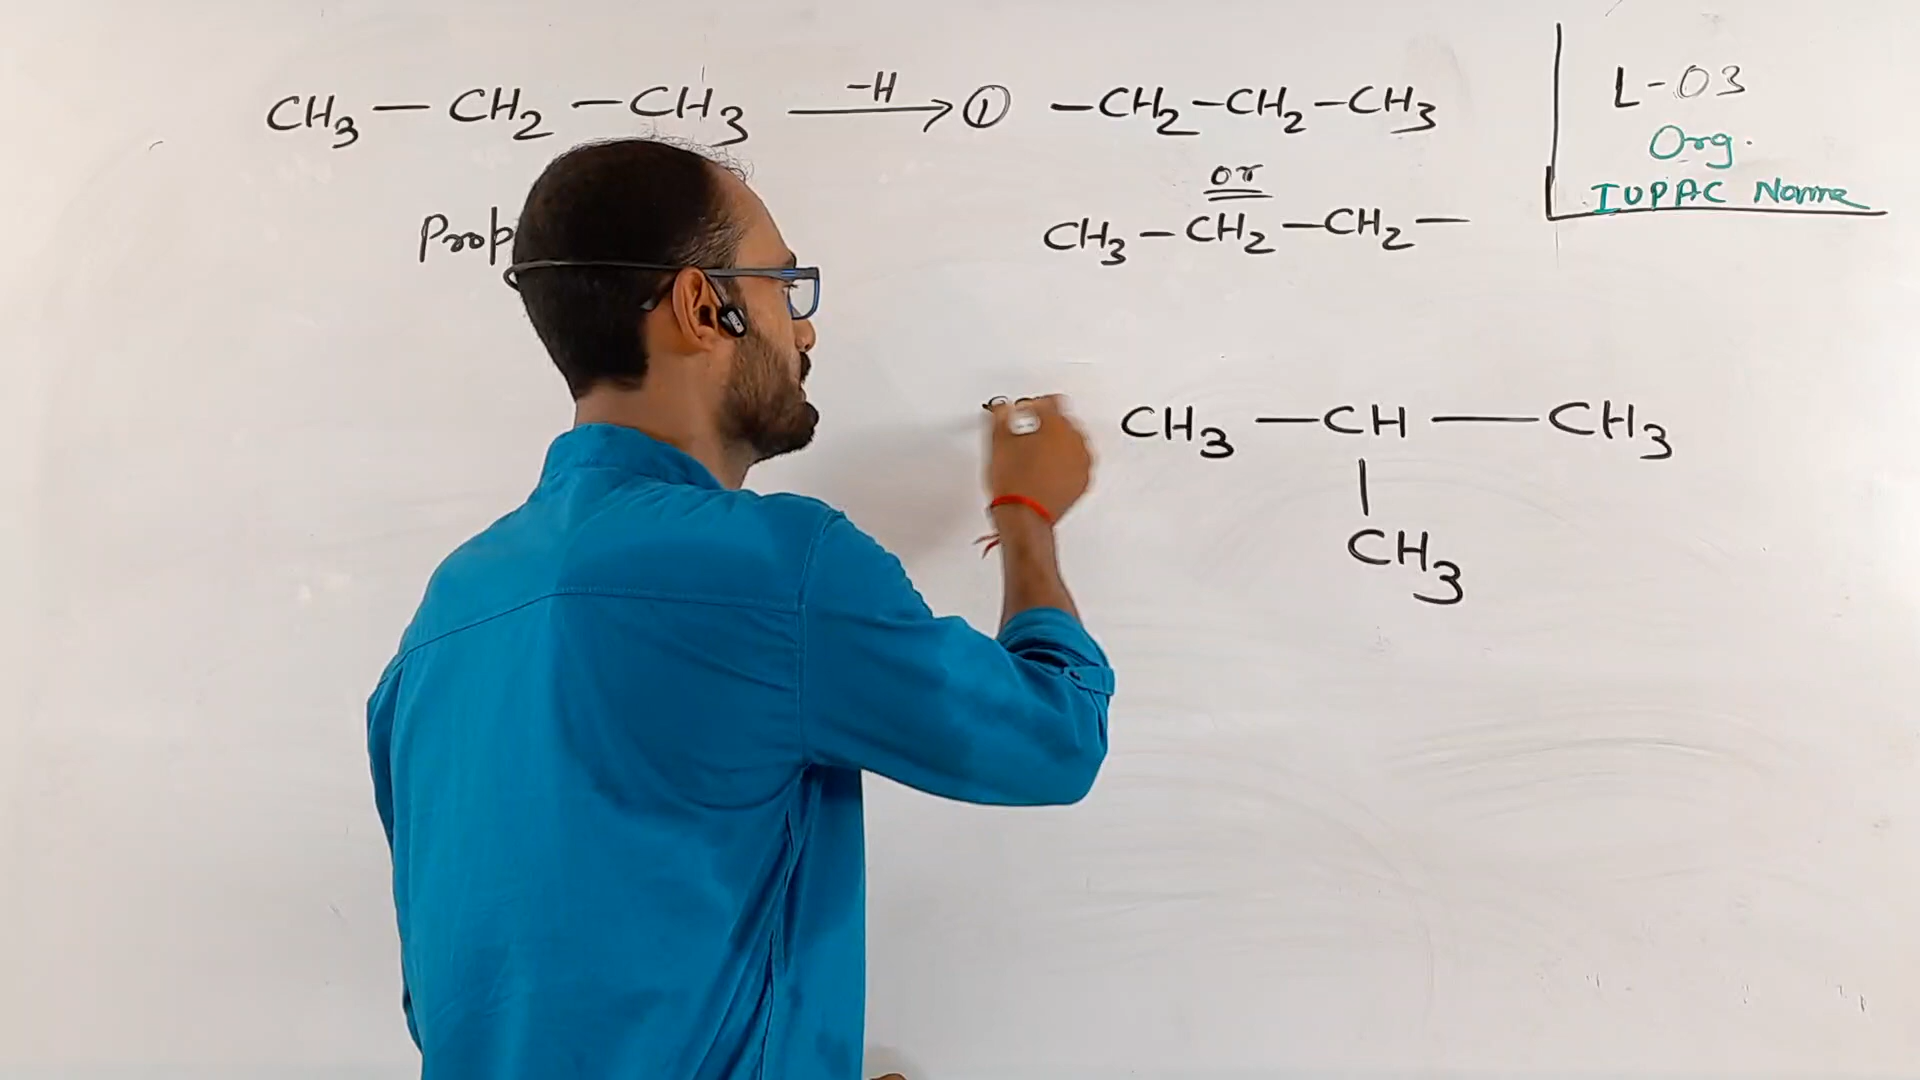 CH₃ — CH₂ — CH₃ —H→ ① —CH₂—CH₂—CH₃
or
CH₃—CH₂—CH₂—
CH₃ — CH — CH₃
|
CH₃
L-03
Org.
IUPAC Name